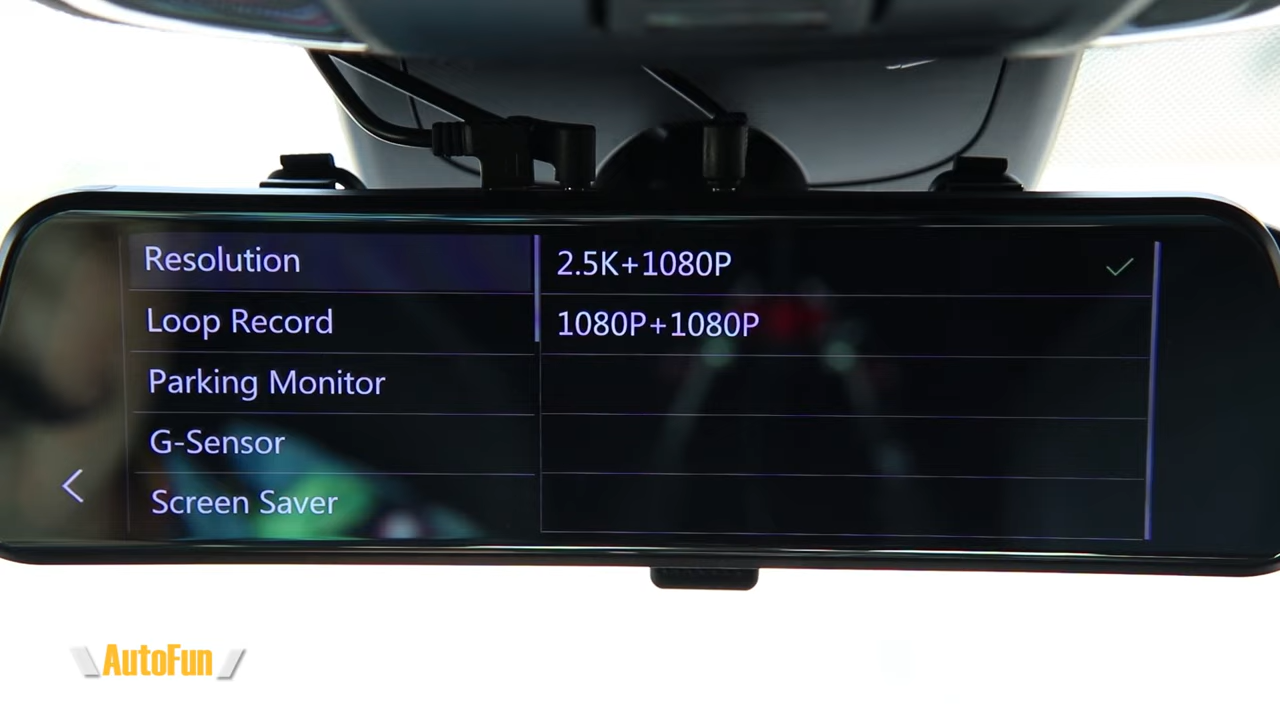 Resolution
Loop Record
Parking Monitor
G-Sensor
Screen Saver
2.5K+1080P
1080P+1080P
AutoFun